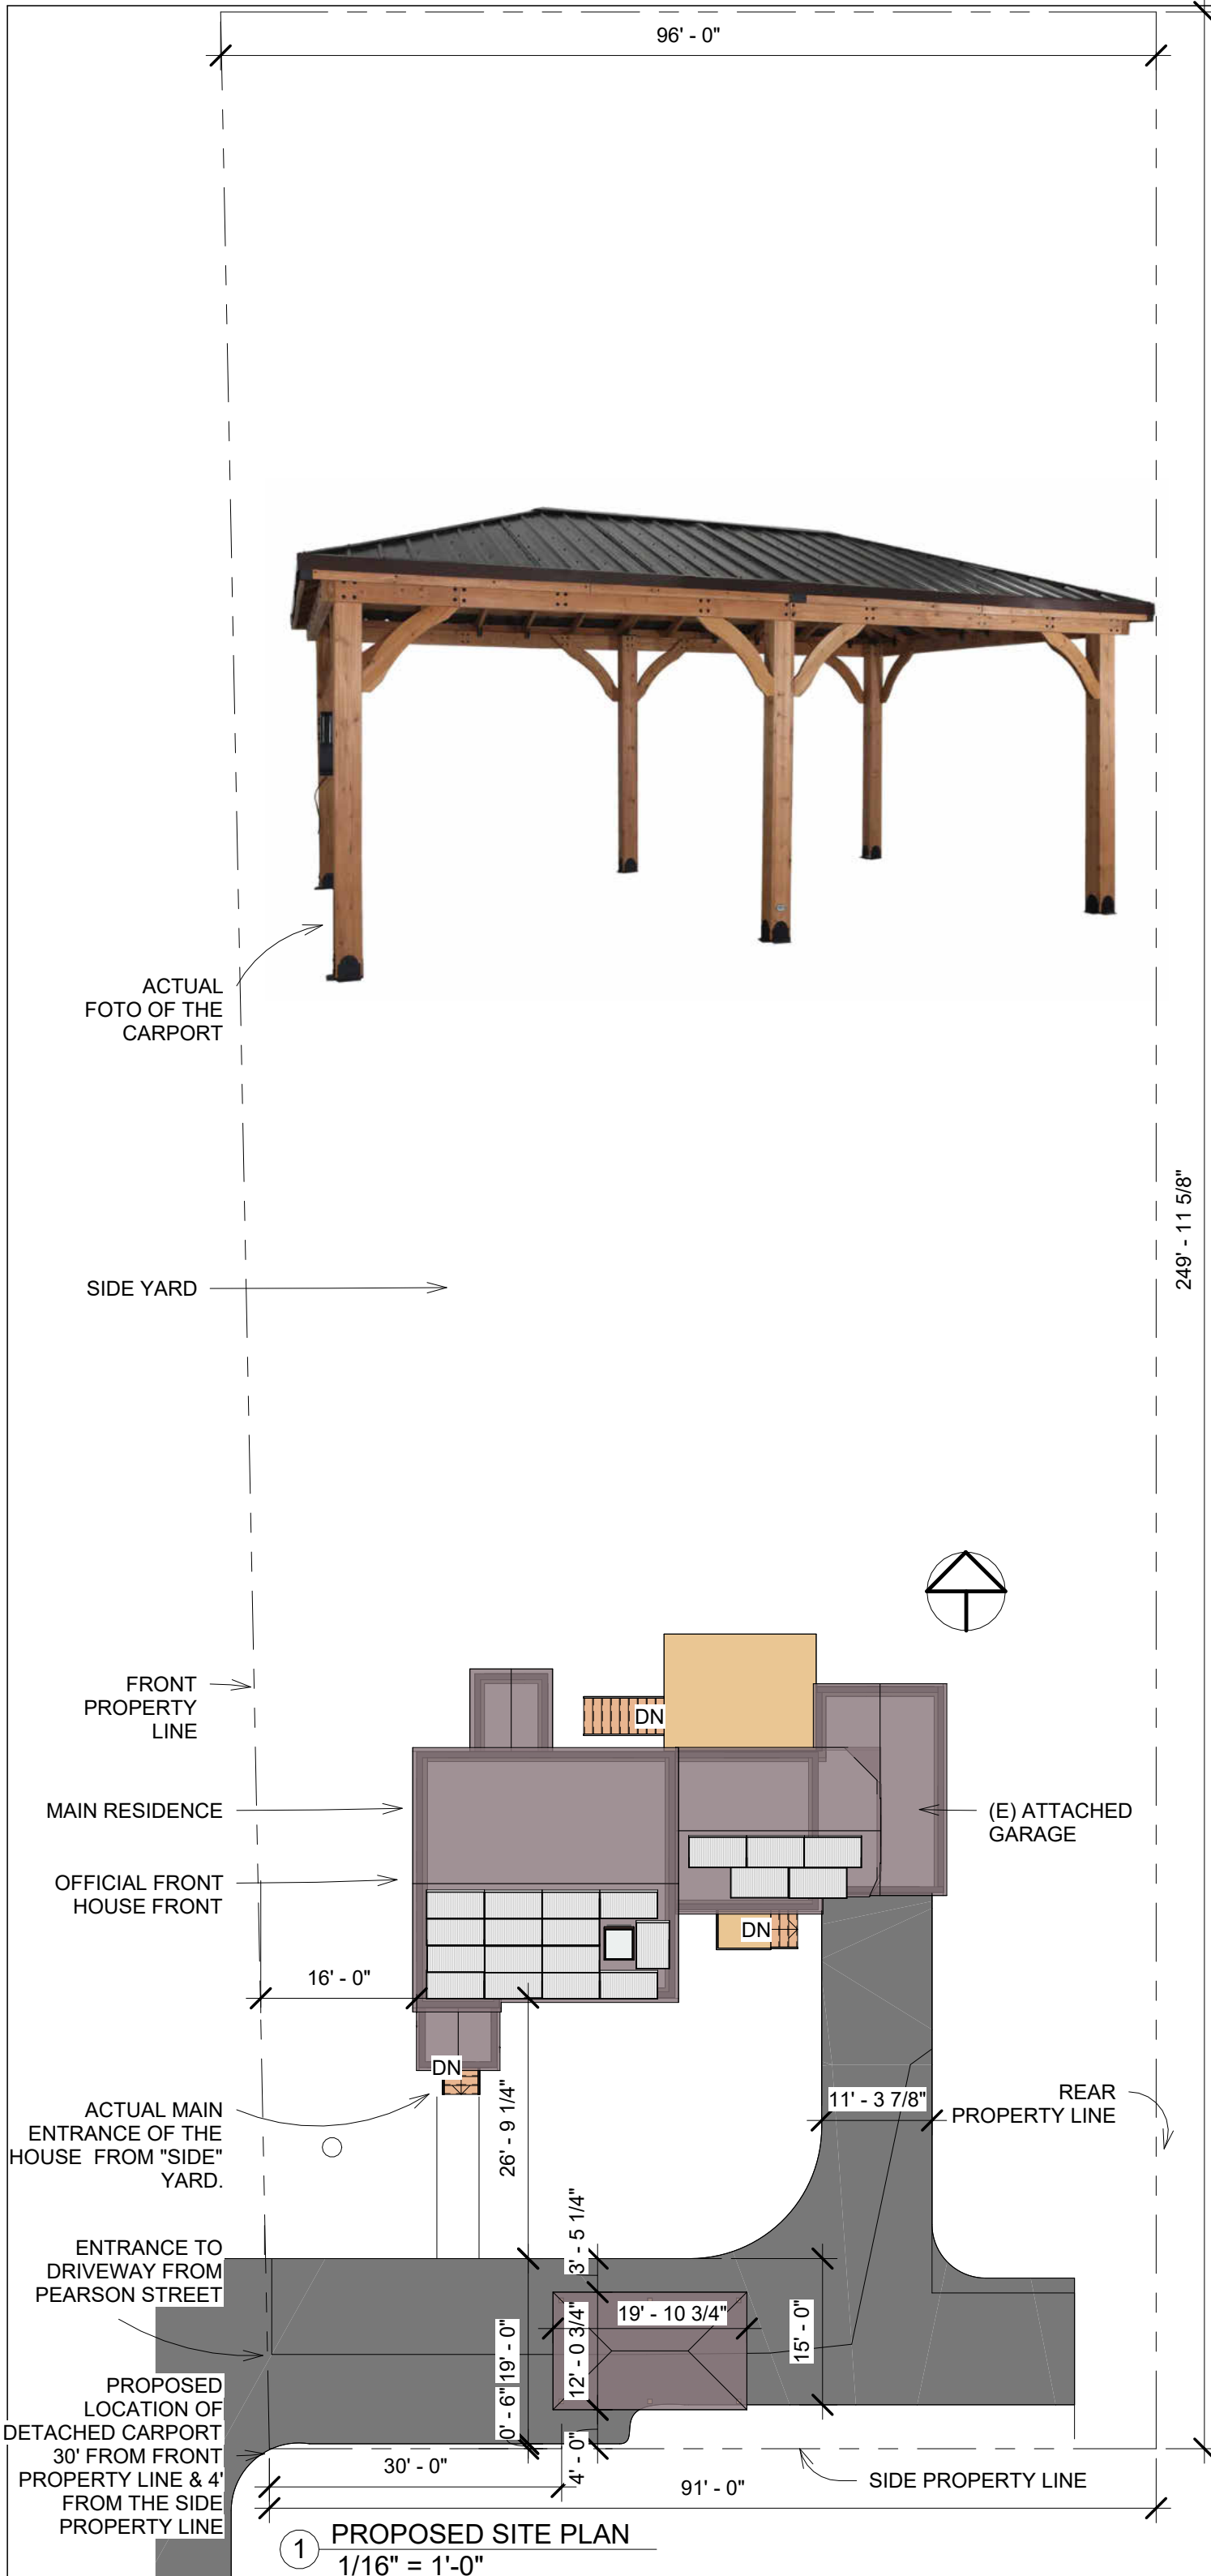 96' - 0"
ACTUAL
FOTO OF THE
CARPORT
249' - 11 5/8"
SIDE YARD
FRONT
PROPERTY
LINE
DN
MAIN RESIDENCE
(E) ATTACHED
GARAGE
OFFICIAL FRONT
HOUSE FRONT
DN
16' - 0"
DN
ACTUAL MAIN
ENTRANCE OF THE
HOUSE FROM "SIDE"
YARD.
26' - 9 1/4"
11' - 3 7/8"
REAR
PROPERTY LINE
3' - 5 1/4"
ENTRANCE TO
DRIVEWAY FROM
PEARSON STREET
19' - 10 3/4"
19' - 0"
12' - 0 3/4"
15' - 0"
0' - 6"
4' - 0"
PROPOSED
LOCATION OF
DETACHED CARPORT
30' FROM FRONT
PROPERTY LINE & 4'
FROM THE SIDE
PROPERTY LINE
30' - 0"
SIDE PROPERTY LINE
91' - 0"
1 PROPOSED SITE PLAN
1/16" = 1'-0"